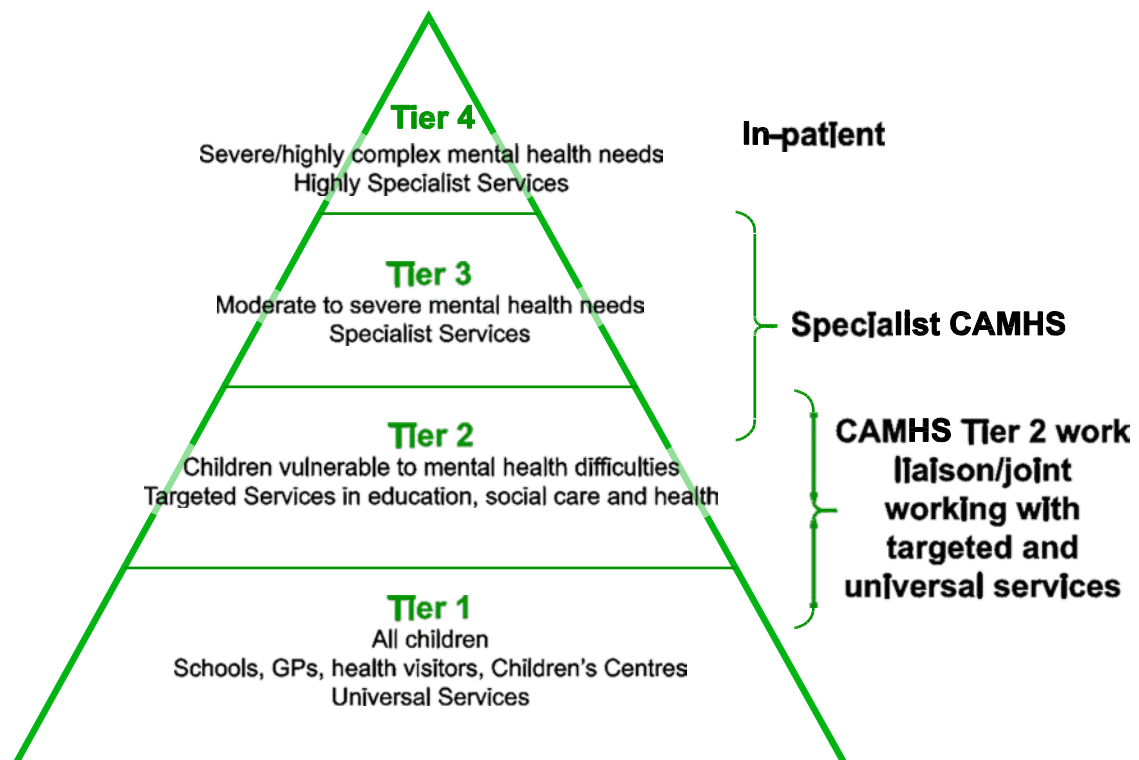 Tier 4
Severe/highly complex mental health needs
Highly Specialist Services
In-patient
Tier 3
Moderate to severe mental health needs
Specialist Services
Specialist CAMHS
Tier 2
Children vulnerable to mental health difficulties
Targeted Services in education, social care and health
CAMHS Tier 2 work
liaison/joint
working with
targeted and
universal services
Tier 1
All children
Schools, GPs, health visitors, Children's Centres
Universal Services